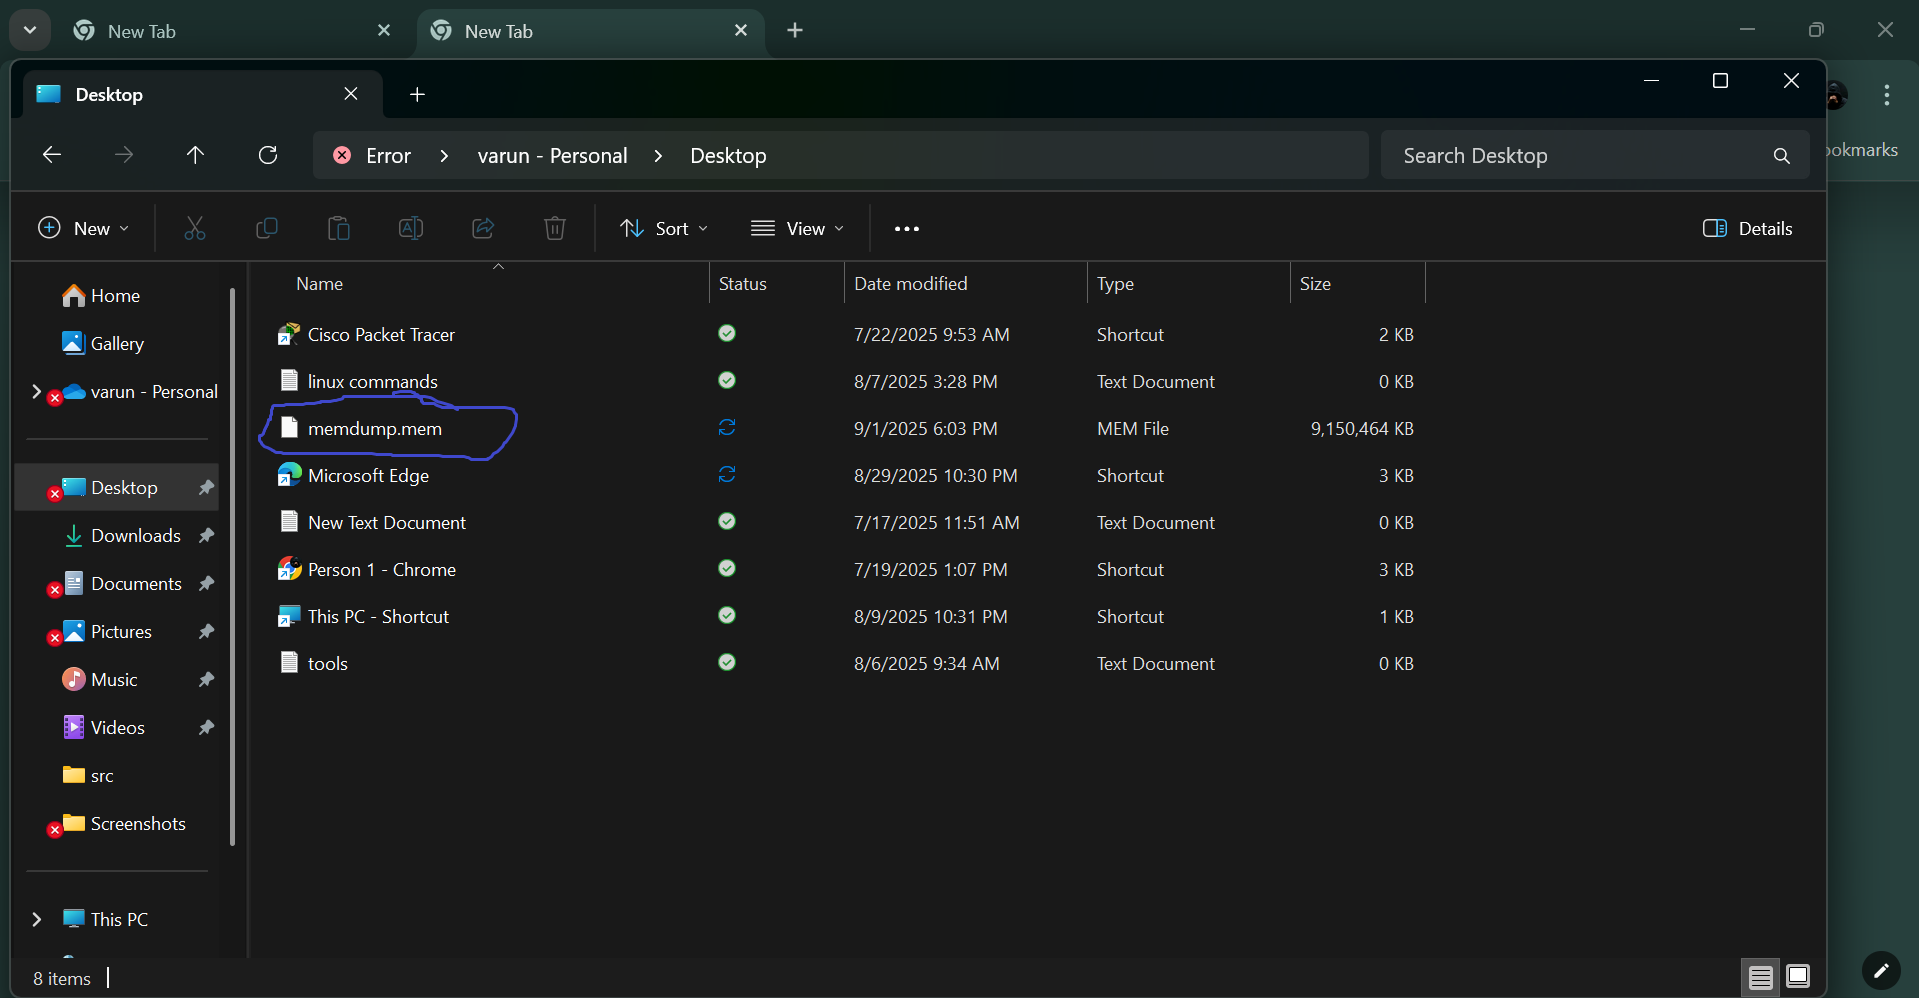 New Tab
New Tab
Desktop
Error > varun - Personal > Desktop
Search Desktop
ookmarks
New
Sort
View
Details
Name Status Date modified Type Size
Cisco Packet Tracer 7/22/2025 9:53 AM Shortcut 2 KB
linux commands 8/7/2025 3:28 PM Text Document 0 KB
memdump.mem 9/1/2025 6:03 PM MEM File 9,150,464 KB
Microsoft Edge 8/29/2025 10:30 PM Shortcut 3 KB
New Text Document 7/17/2025 11:51 AM Text Document 0 KB
Person 1 - Chrome 7/19/2025 1:07 PM Shortcut 3 KB
This PC - Shortcut 8/9/2025 10:31 PM Shortcut 1 KB
tools 8/6/2025 9:34 AM Text Document 0 KB
Home
Gallery
varun - Personal
Desktop
Downloads
Documents
Pictures
Music
Videos
src
Screenshots
This PC
8 items